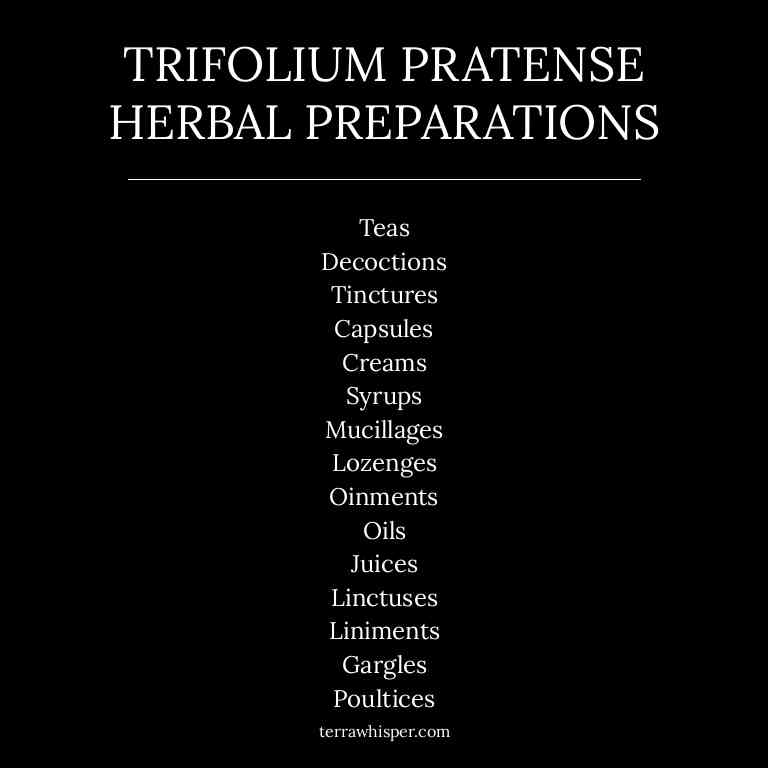 TRIFOLIUM PRATENSE
HERBAL PREPARATIONS
Teas
Decoctions
Tinctures
Capsules
Creams
Syrups
Mucillages
Lozenges
Oinments
Oils
Juices
Linctuses
Liniments
Gargles
Poultices
terrawhisper.com